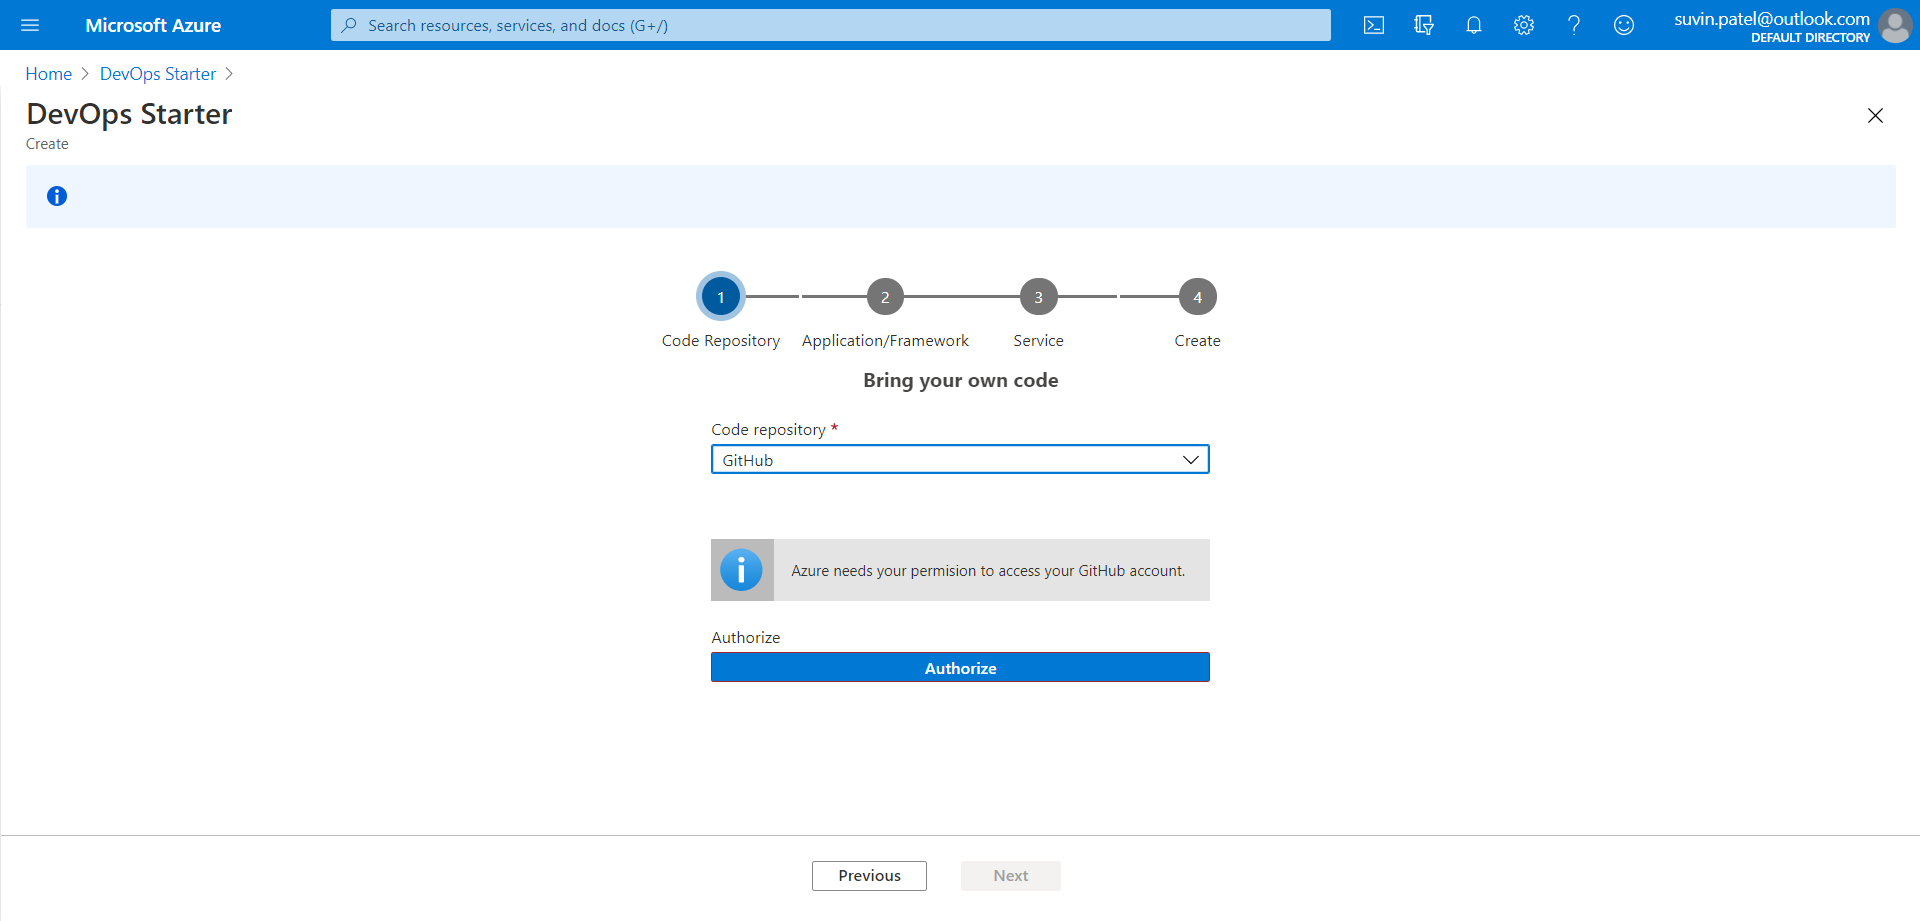 Microsoft Azure
Search resources, services, and docs (G+/)
suvin.patel@outlook.com
DEFAULT DIRECTORY
Home > DevOps Starter >
DevOps Starter
Create
1 2 3 4
Code Repository Application/Framework Service Create
Bring your own code
Code repository *
GitHub
Azure needs your permision to access your GitHub account.
Authorize
Authorize
Previous Next